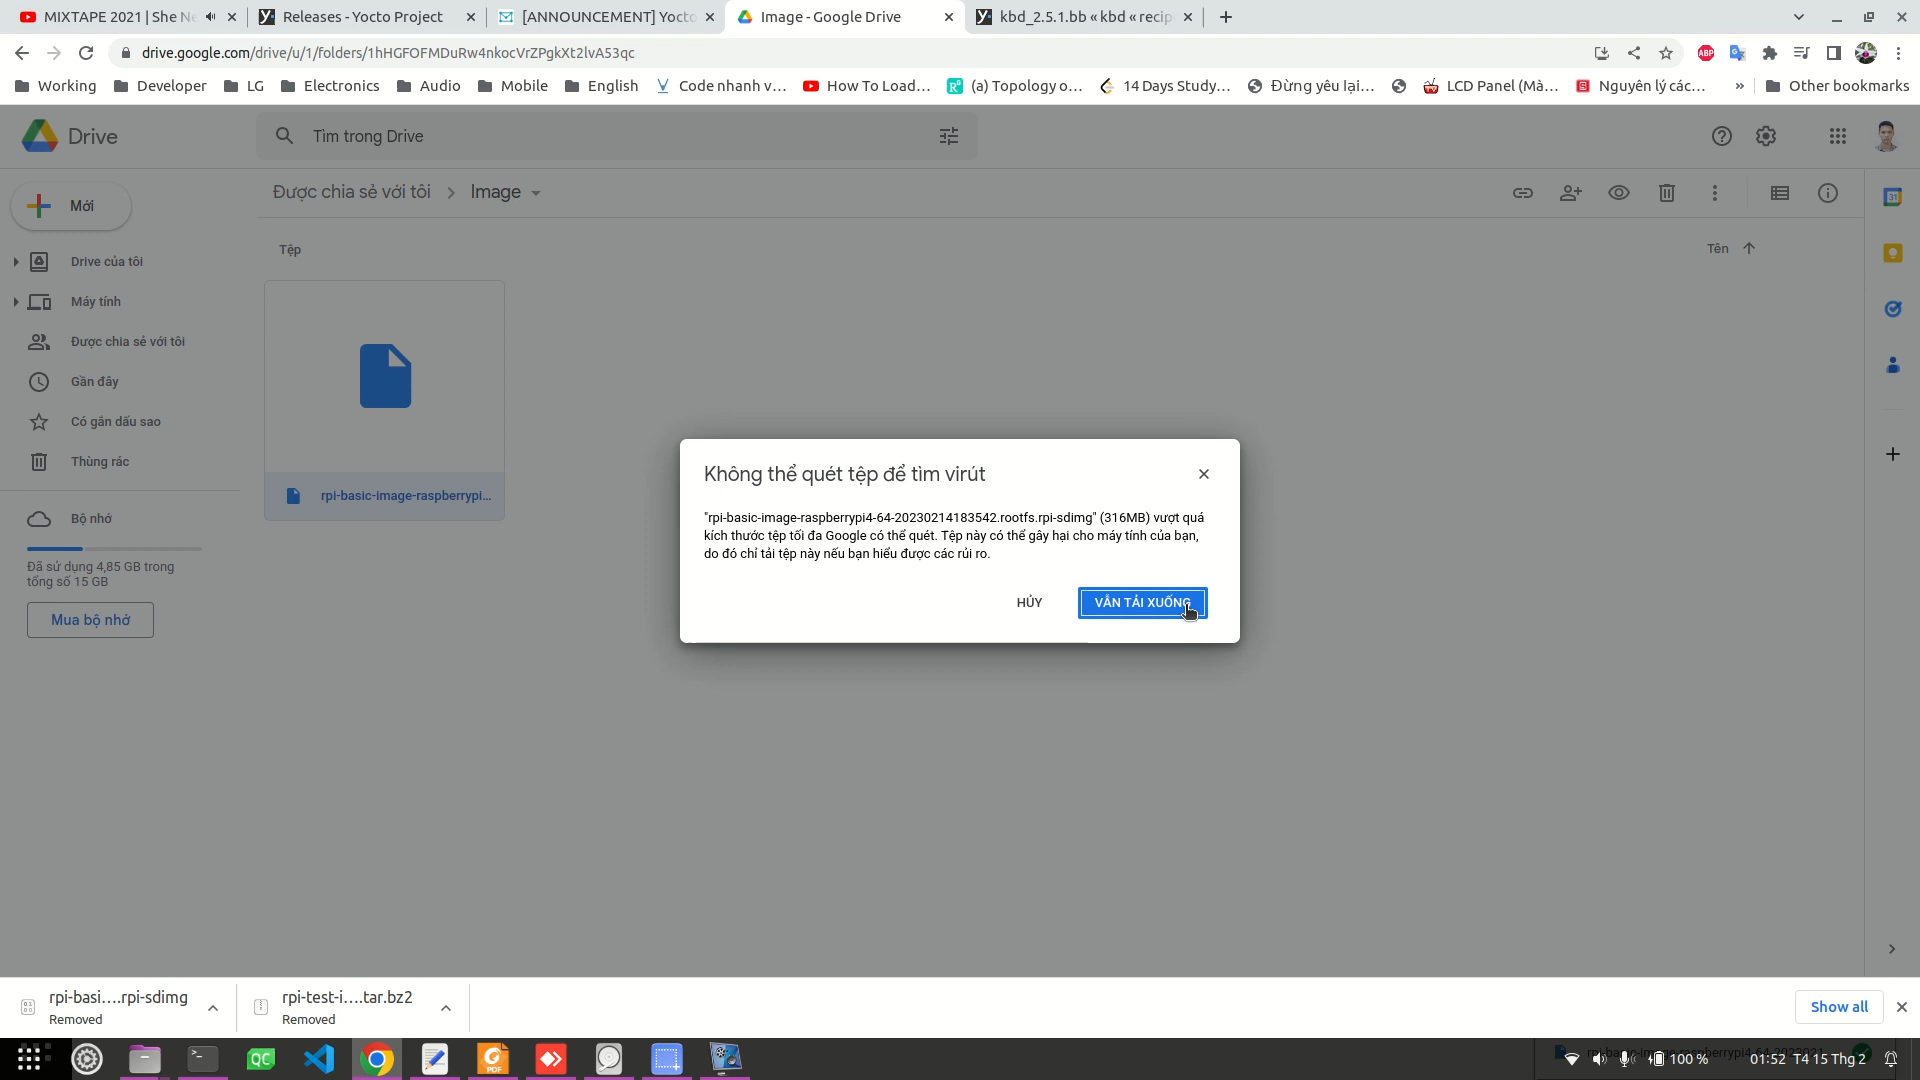 MIXTAPE 2021 | She Ne
Releases - Yocto Project
[ANNOUNCEMENT] Yocto
Image - Google Drive
kbd_2.5.1.bb « kbd « recip
drive.google.com/drive/u/1/folders/1hHGFOFMDuRw4nkocVrZPgkXt2lvA53qc
ABP
Working
Developer
LG
Electronics
Audio
Mobile
English
Code nhanh v...
How To Load...
(a) Topology o...
14 Days Study...
Đừng yêu lại...
LCD Panel (Mà...
Nguyên lý các...
»
Other bookmarks
Drive
Tìm trong Drive
Mới
Được chia sẻ với tôi > Image
Drive của tôi
Máy tính
Được chia sẻ với tôi
Gần đây
Có gắn dấu sao
Thùng rác
Bộ nhớ
Đã sử dụng 4,85 GB trong
tổng số 15 GB
Mua bộ nhớ
Tệp
Tên
31
rpi-basic-image-raspberrypi...
Không thể quét tệp để tìm virút
"rpi-basic-image-raspberrypi4-64-20230214183542.rootfs.rpi-sdimg" (316MB) vượt quá
kích thước tệp tối đa Google có thể quét. Tệp này có thể gây hại cho máy tính của bạn,
do đó chỉ tải tệp này nếu bạn hiểu được các rủi ro.
HỦY
VẪN TẢI XUỐNG
rpi-basi....rpi-sdimg
Removed
rpi-test-i....tar.bz2
Removed
Show all
QC
PDF
100 %
01:52 T4 15 Thg 2